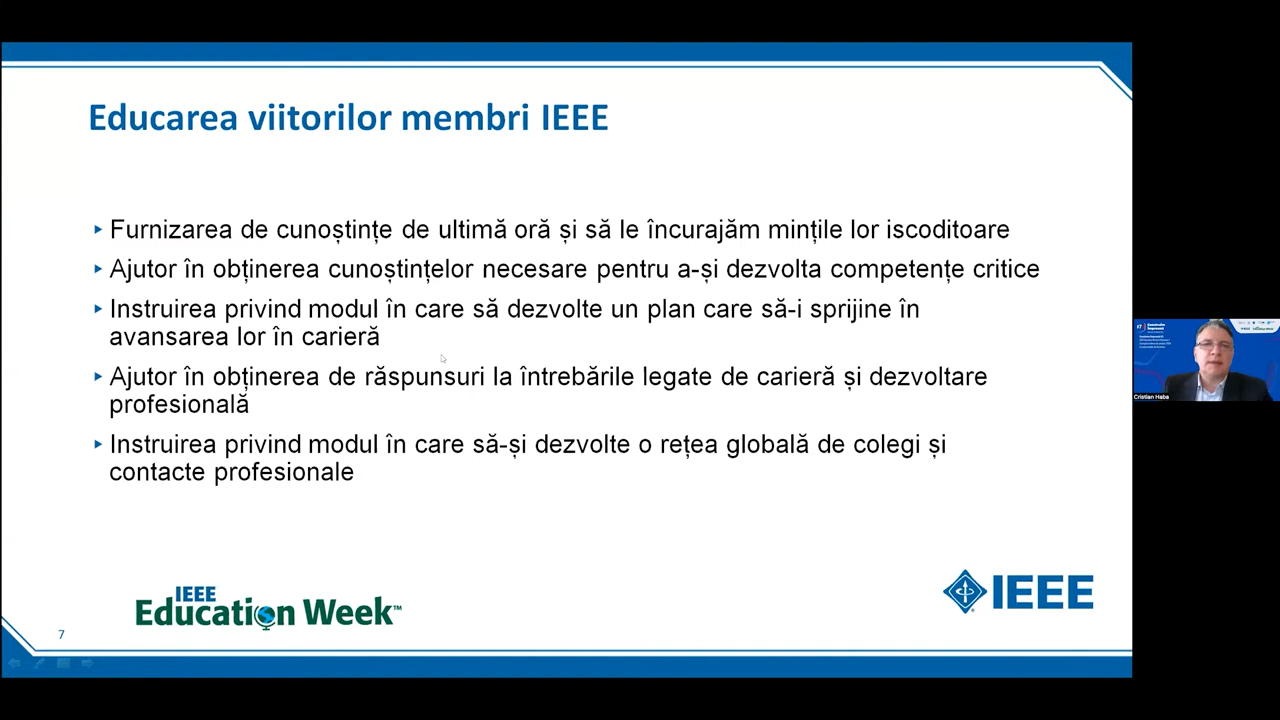 Educarea viitorilor membri IEEE
Furnizarea de cunoștințe de ultimă oră și să le încurajăm mințile lor iscoditoare
Ajutor în obținerea cunoștințelor necesare pentru a-și dezvolta competențe critice
Instruirea privind modul în care să dezvolte un plan care să-i sprijine în
avansarea lor în carieră
Ajutor în obținerea de răspunsuri la întrebările legate de carieră și dezvoltare
profesională
Instruirea privind modul în care să-și dezvolte o rețea globală de colegi și
contacte profesionale
IEEE
Education Week™
IEEE
7
Cristian Haba